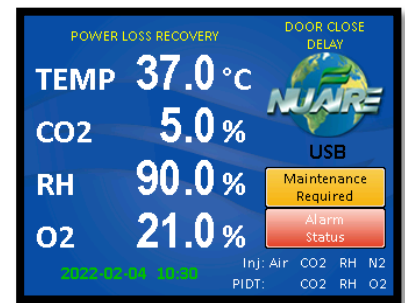 POWER LOSS RECOVERY
DOOR CLOSE
DELAY
TEMP 37.0 °C
NUAIRE
CO2 5.0 %
USB
RH 90.0 %
Maintenance
Required
O2 21.0 %
Alarm
Status
2022-02-04 10:30
Inj: Air CO2 RH N2
PIDT: CO2 RH O2